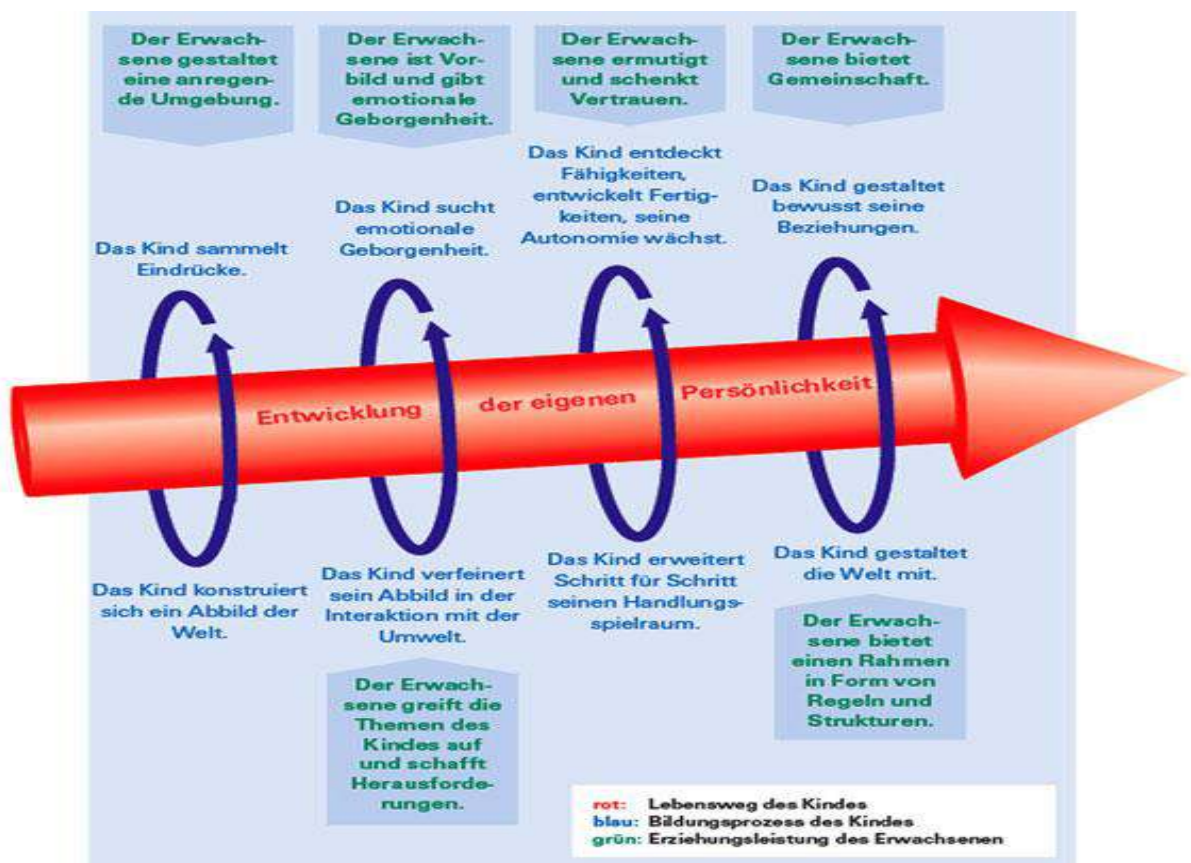 Der Erwach-
sene gestaltet
eine anregen-
de Umgebung.
Der Erwach-
sene ist Vor-
bild und gibt
emotionale
Geborgenheit.
Der Erwach-
sene ermutigt
und schenkt
Vertrauen.
Der Erwach-
sene bietet
Gemeinschaft.
Das Kind sammelt
Eindrücke.
Das Kind sucht
emotionale
Geborgenheit.
Das Kind entdeckt
Fähigkeiten,
entwickelt Fertig-
keiten, seine
Autonomie wächst.
Das Kind gestaltet
bewusst seine
Beziehungen.
Entwicklung der eigenen Persönlichkeit
Das Kind konstruiert
sich ein Abbild der
Welt.
Das Kind verfeinert
sein Abbild in der
Interaktion mit der
Umwelt.
Das Kind erweitert
Schritt für Schritt
seinen Handlungs-
spielraum.
Das Kind gestaltet
die Welt mit.
Der Erwach-
sene greift die
Themen des
Kindes auf
und schafft
Herausforde-
rungen.
Der Erwach-
sene bietet
einen Rahmen
in Form von
Regeln und
Strukturen.
rot: Lebensweg des Kindes
blau: Bildungsprozess des Kindes
grün: Erziehungsleistung des Erwachsenen